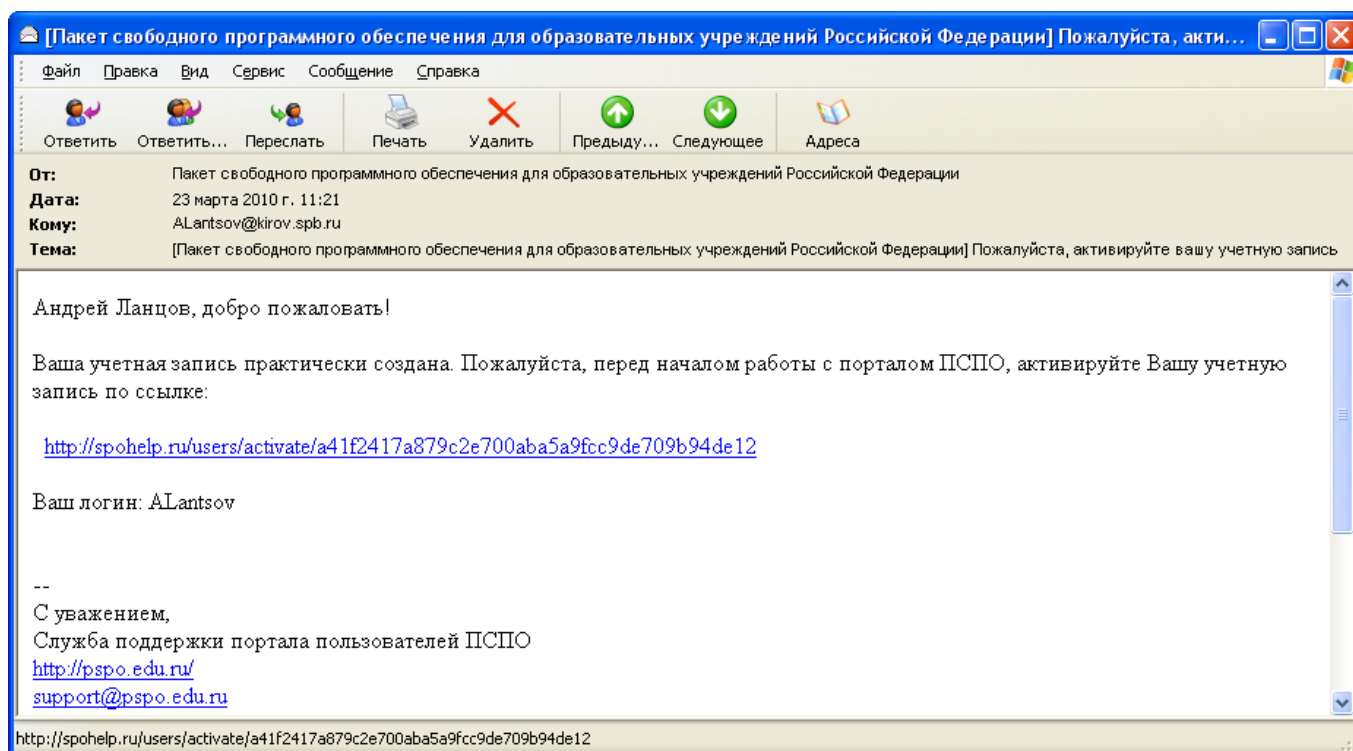 [Пакет свободного программного обеспечения для образовательных учреждений Российской Федерации] Пожалуйста, акти...
Файл Правка Вид Сервис Сообщение Справка
Ответить Ответить... Переслать Печать Удалить Предыду... Следующее Адреса
От: Пакет свободного программного обеспечения для образовательных учреждений Российской Федерации
Дата: 23 марта 2010 г. 11:21
Кому: ALantsov@kirov.spb.ru
Тема: [Пакет свободного программного обеспечения для образовательных учреждений Российской Федерации] Пожалуйста, активируйте вашу учетную запись
Андрей Ланцов, добро пожаловать!
Ваша учетная запись практически создана. Пожалуйста, перед началом работы с порталом ПСПО, активируйте Вашу учетную
запись по ссылке:
http://spohelp.ru/users/activate/a41f2417a879c2e700aba5a9fcc9de709b94de12
Ваш логин: ALantsov
--
С уважением,
Служба поддержки портала пользователей ПСПО
http://pspo.edu.ru/
support@pspo.edu.ru
http://spohelp.ru/users/activate/a41f2417a879c2e700aba5a9fcc9de709b94de12